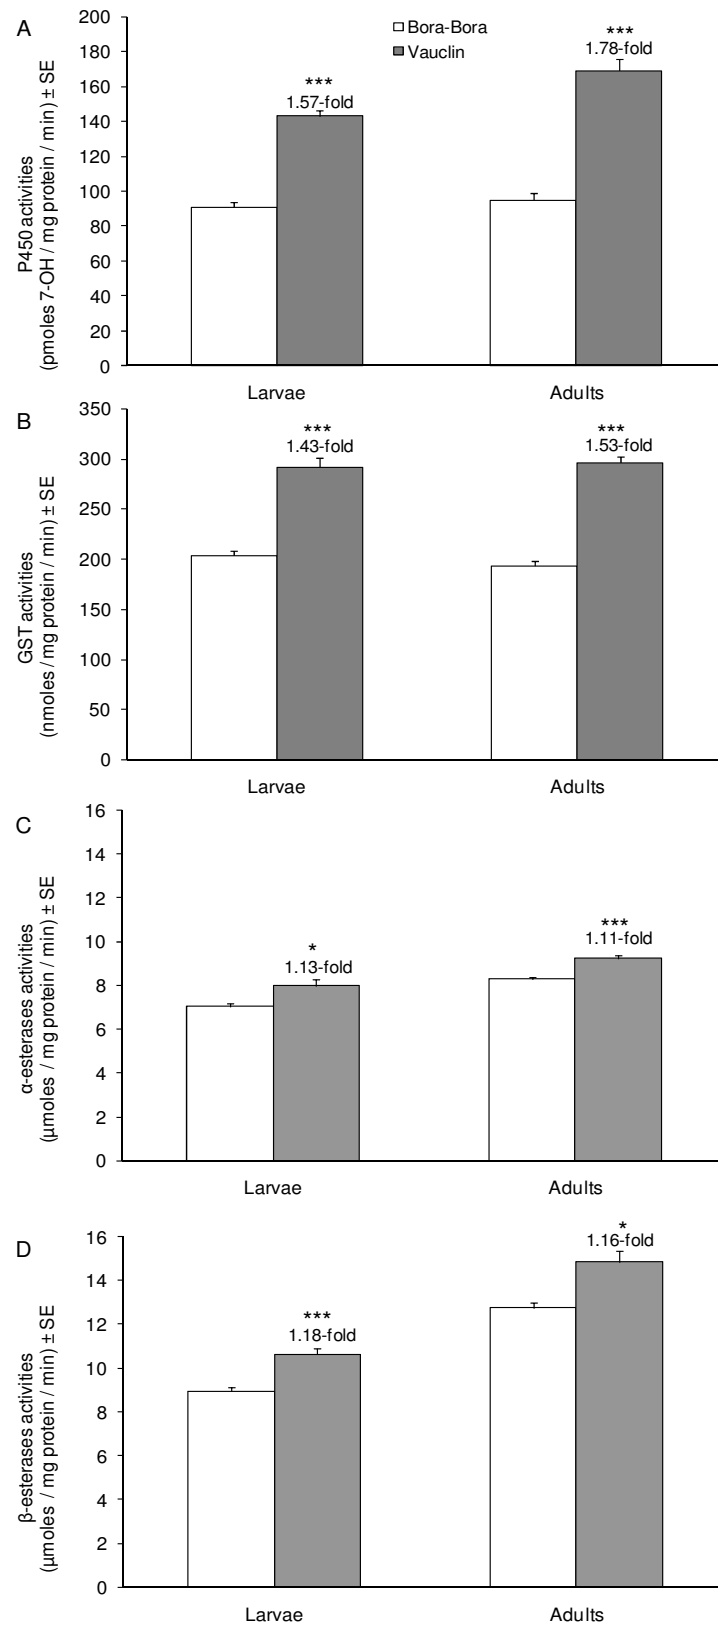 A
P450 activities
(pmoles 7-OH / mg protein / min) ± SE
200
180
160
140
120
100
80
60
40
20
0
Bora-Bora
Vauclin
***
1.57-fold
***
1.78-fold
Larvae
Adults
B
GST activities
(nmoles / mg protein / min) ± SE
350
300
250
200
150
100
50
0
***
1.43-fold
***
1.53-fold
Larvae
Adults
C
α-esterases activities
(µmoles / mg protein / min) ± SE
16
14
12
10
8
6
4
2
0
*
1.13-fold
***
1.11-fold
Larvae
Adults
D
β-esterases activities
(µmoles / mg protein / min) ± SE
16
14
12
10
8
6
4
2
0
***
1.18-fold
*
1.16-fold
Larvae
Adults